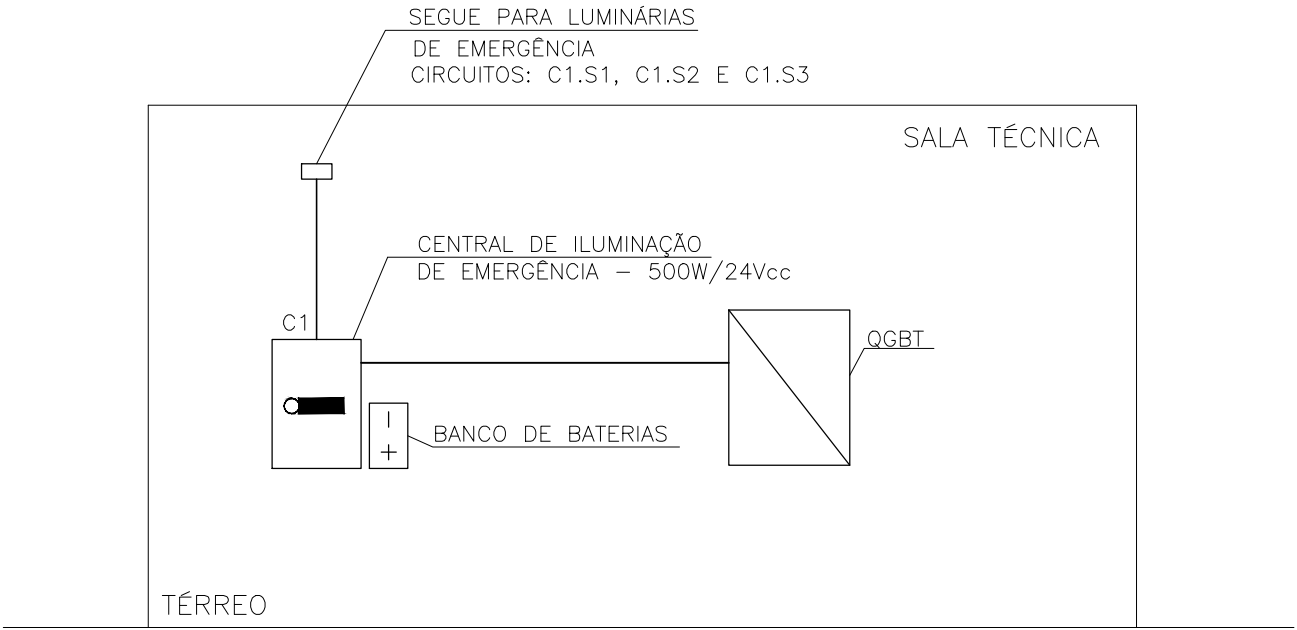 SEGUE PARA LUMINÁRIAS
DE EMERGÊNCIA
CIRCUITOS: C1.S1, C1.S2 E C1.S3
SALA TÉCNICA
CENTRAL DE ILUMINAÇÃO
DE EMERGÊNCIA – 500W/24Vcc
C1
QGBT
BANCO DE BATERIAS
TÉRREO